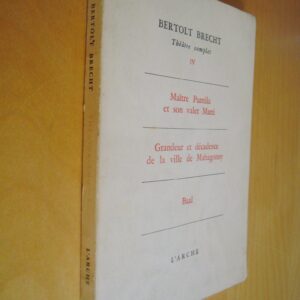 BERTOLT BRECHT
Théâtre complet
IV
Maître Puntila
et son valet Matti
Grandeur et décadence
de la ville de Mahagonny
Baal
L'ARCHE
BERTOLT BRECHT
L'ARCHE